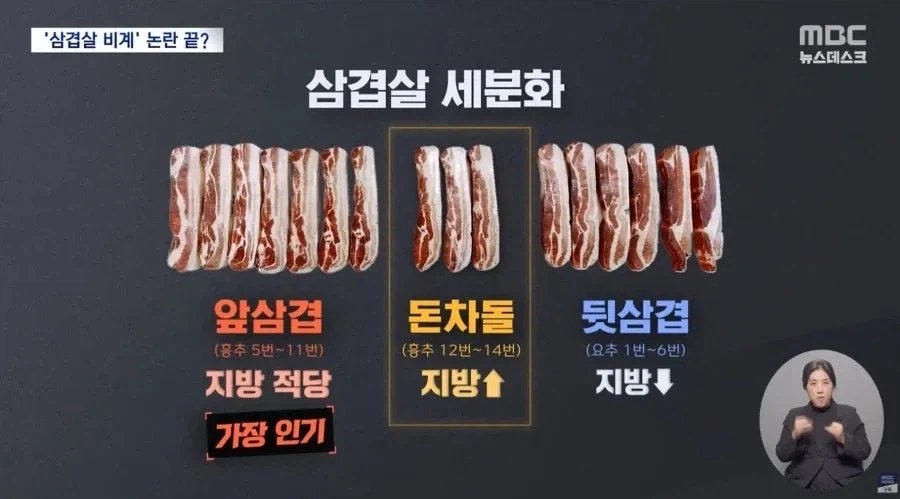 '삼겹살 비계' 논란 끝?
MBC
뉴스데스크
삼겹살 세분화
앞삼겹
(흉추 5번~11번)
지방 적당
가장 인기
돈차돌
(흉추 12번~14번)
지방⬆
뒷삼겹
(요추 1번~6번)
지방⬇